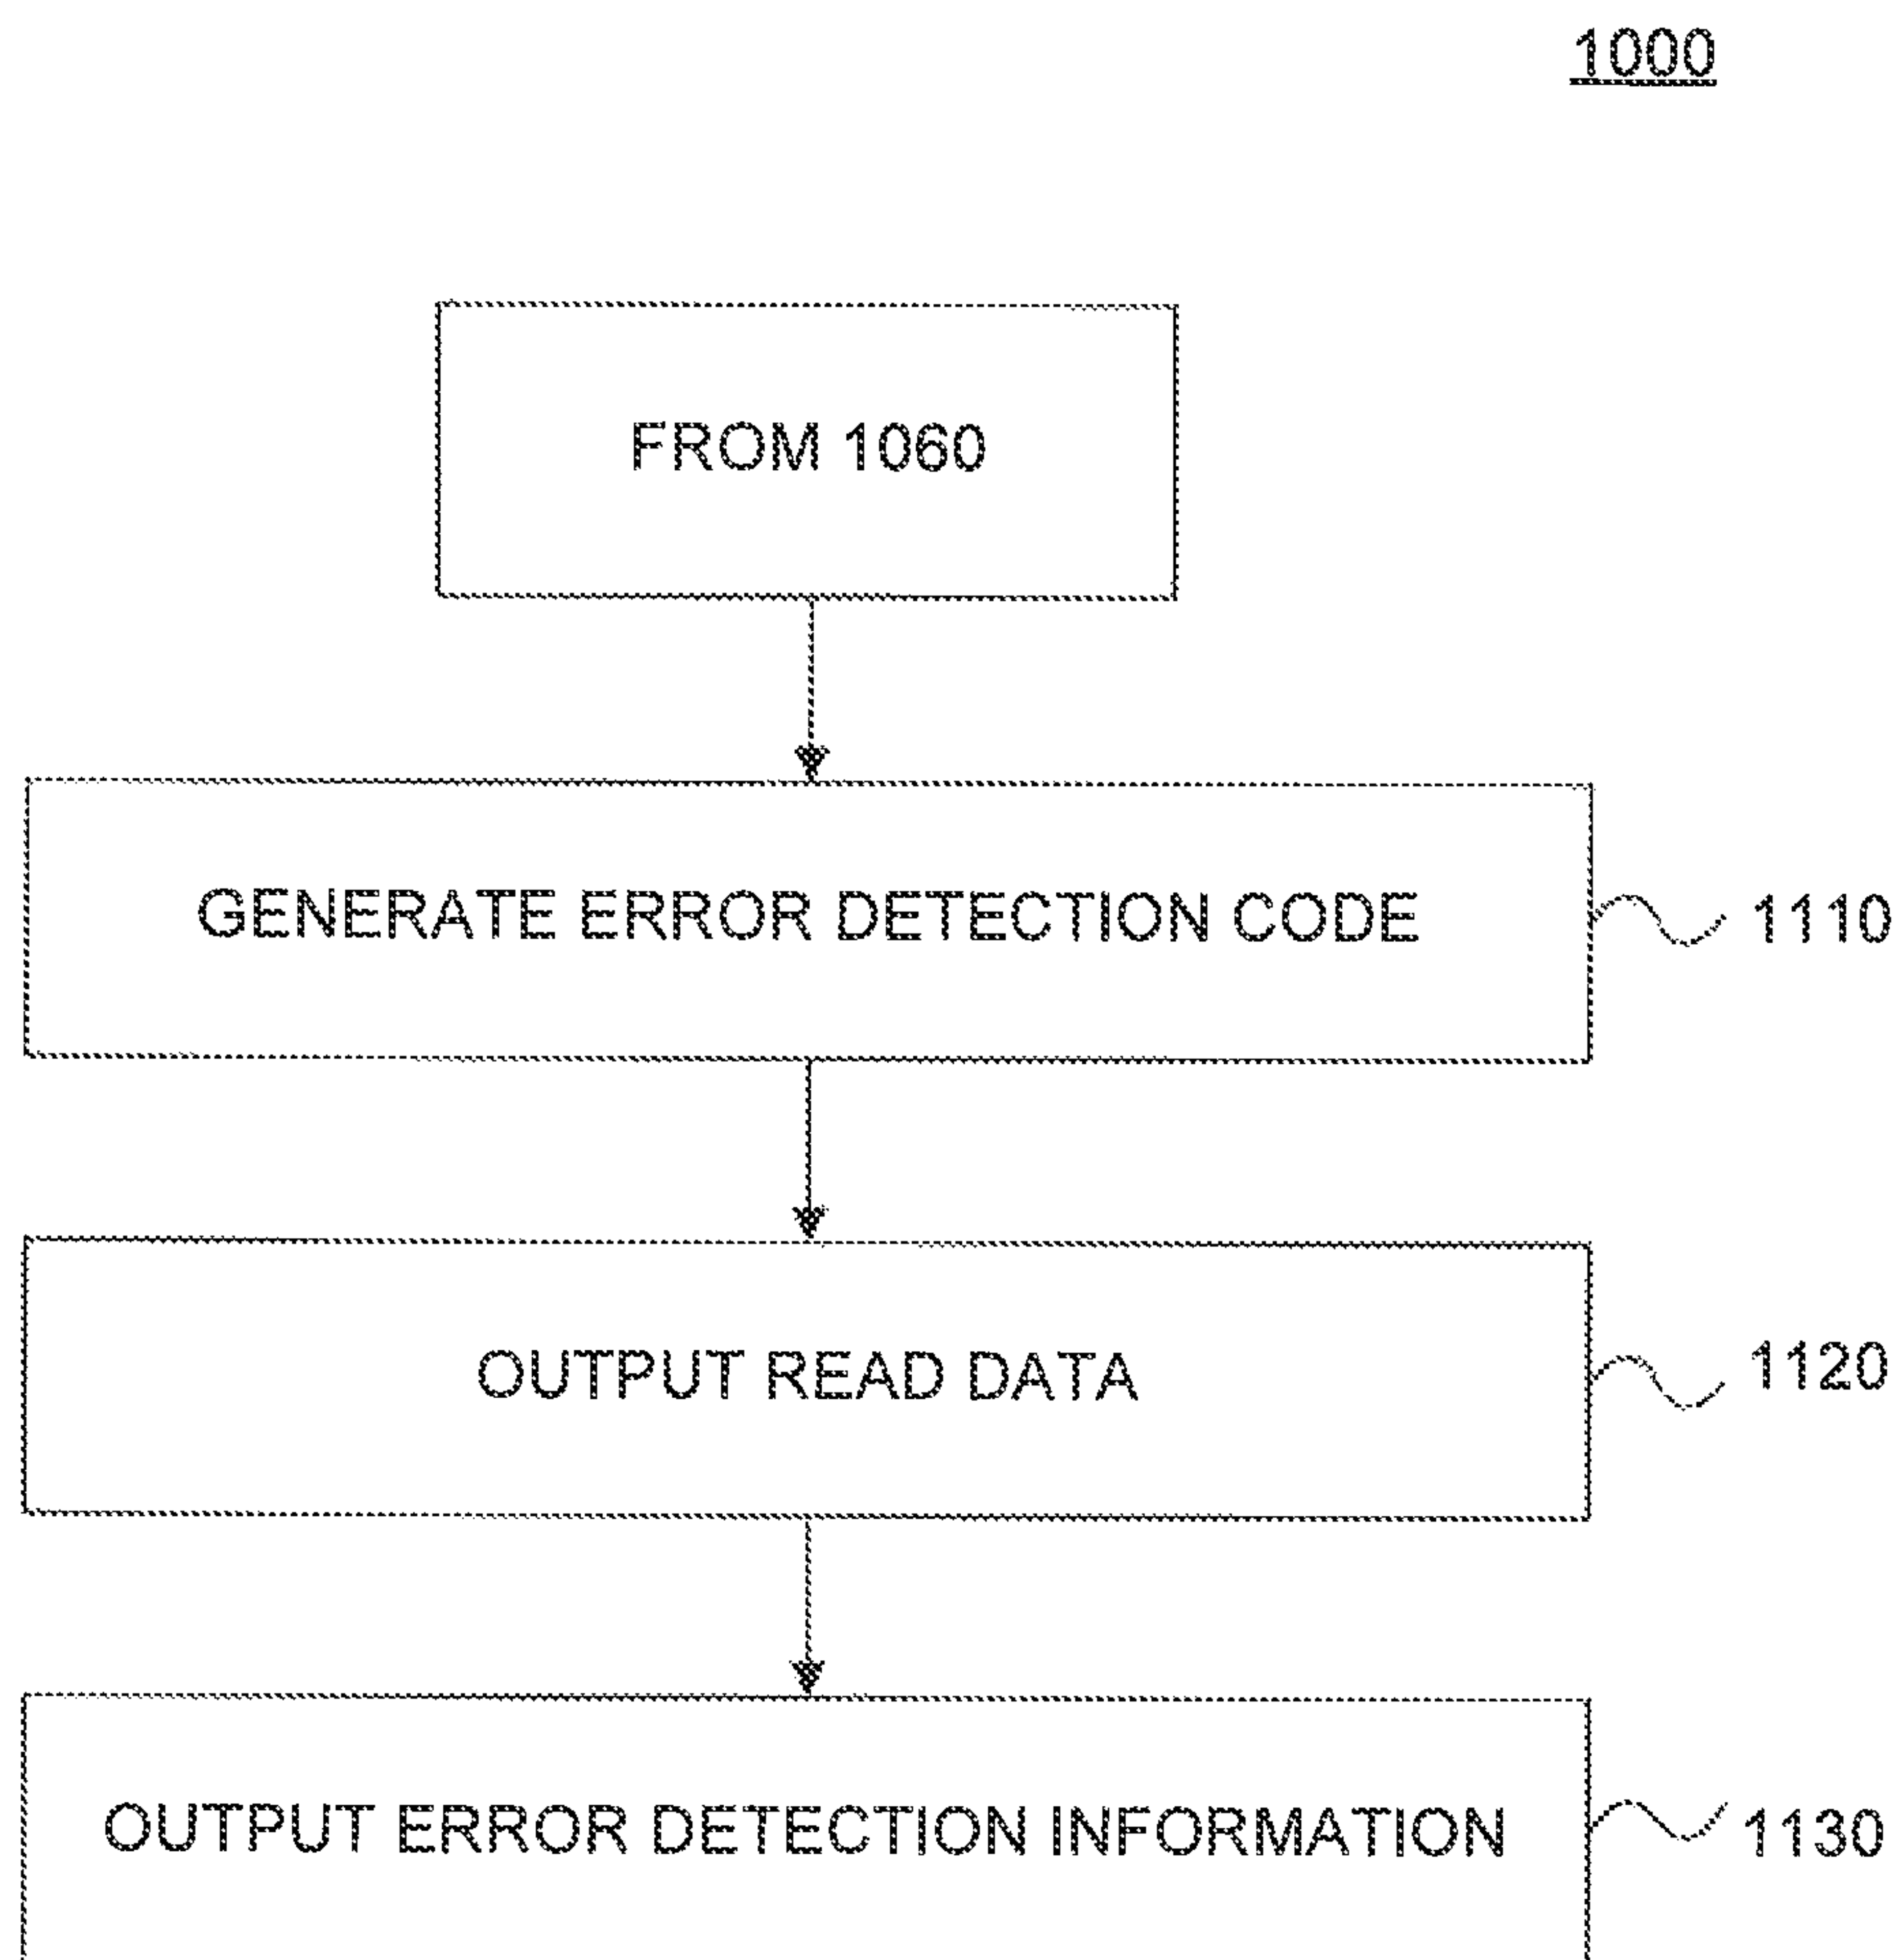 1000
FROM 1060
GENERATE ERROR DETECTION CODE
1110
OUTPUT READ DATA
1120
OUTPUT ERROR DETECTION INFORMATION
1130